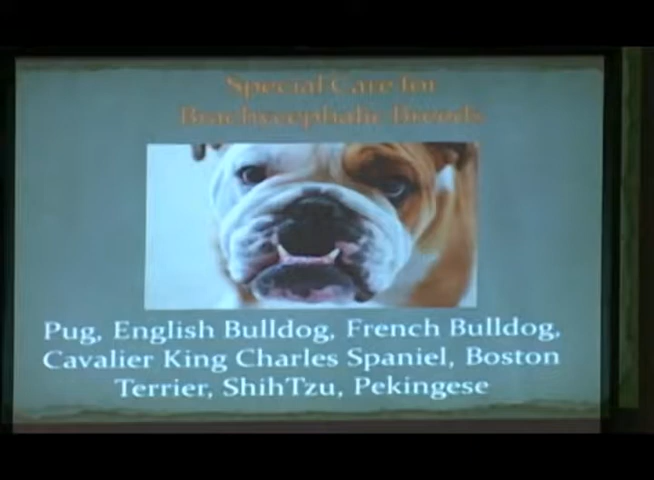 Special Care for
Brachycephalic Breeds
Pug, English Bulldog, French Bulldog,
Cavalier King Charles Spaniel, Boston
Terrier, ShihTzu, Pekingese